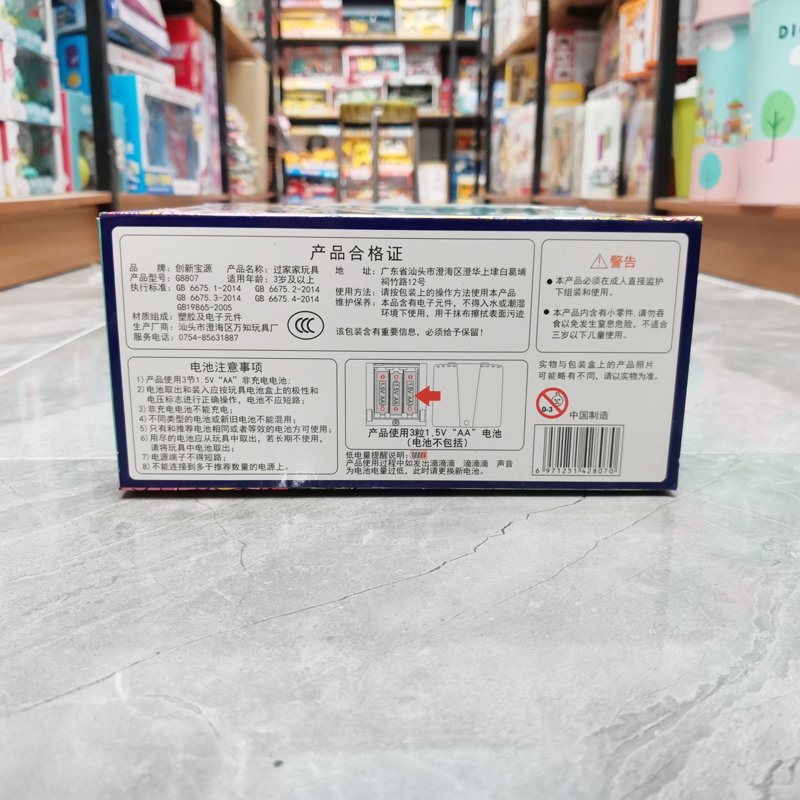 产品合格证
品 牌: 创新宝源 产品名称: 过家家玩具
产品型号: G8807 适用年龄: 3岁及以上
执行标准: GB 6675.1-2014 GB 6675.2-2014
GB 6675.3-2014 GB 6675.4-2014
GB19865-2005
材质组成: 塑胶及电子元件
生产厂商: 汕头市澄海区万知玩具厂
服务电话: 0754-85631887
CCC
地 址: 广东省汕头市澄海区澄华上埭白葛埔
祠竹路12号
使用方法: 请按包装上的操作方法使用本产品
维护保养: 本品含有电子元件, 不得入水或潮湿
环境下使用, 用于抹布擦拭表面污迹
该包装含有重要信息, 必须给予保留!
⚠警告
● 本产品必须在成人直接监护
下组装和使用。
● 本产品内含有小零件. 请勿吞
食以免发生窒息危险, 不适合
三岁以下儿童使用。
电池注意事项
1)产品使用3节1.5V“AA”非充电电池;
2)电池取出和装入应按玩具电池盒上的极性和
电压标志进行正确操作, 电池不应短路;
3)非充电电池不能充电;
4)不同类型的电池或新旧电池不能混用;
5)只有和推荐电池相同或者等效的电池方可使用;
6)用尽的电池应从玩具中取出, 若长期不使用,
请将玩具中电池取出;
7)电源端子不得短路;
8)不能连接到多于推荐数量的电源上。
1.5V AA
1.5V AA
1.5V AA
产品使用3粒1.5V“AA”电池
(电池不包括)
低电量提醒说明:
产品使用过程中如发出滴滴滴 滴滴滴 声音
为电池电量过低, 此时请更换新电池。
实物与包装盒上的产品照片
可能略有不同, 请以实物为准。
0-3
中国制造
6 971251 428070